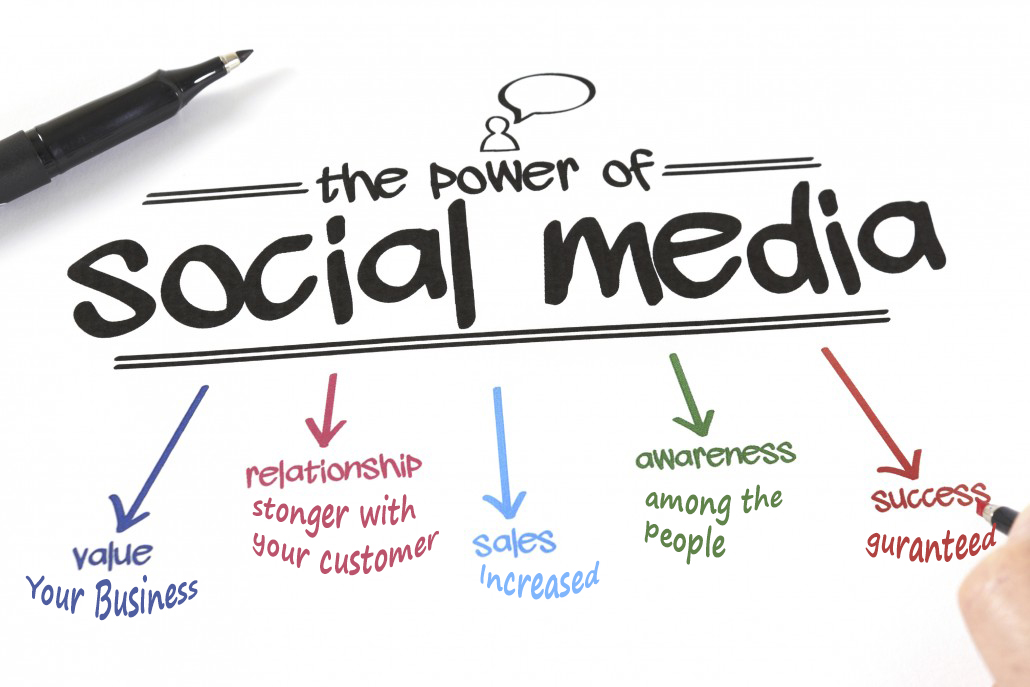 the power of
social media
value
Your Business
relationship
stonger with
your customer
sales
Increased
awareness
among the
people
success
guranteed